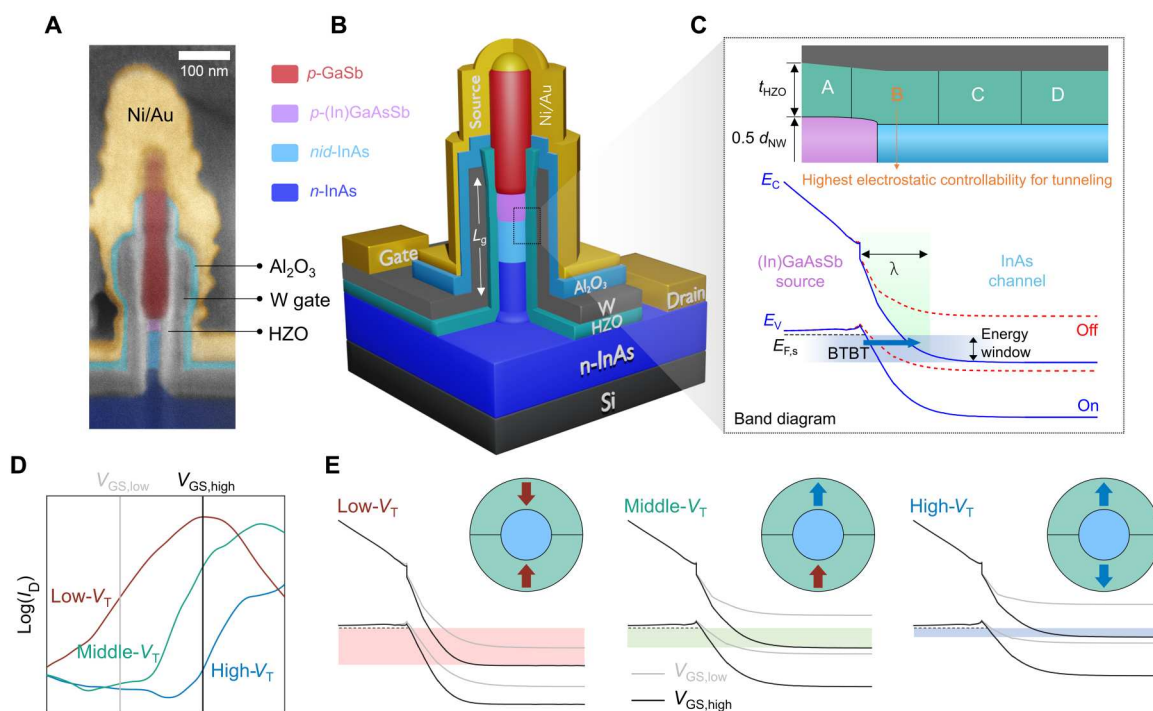 A
100 nm
Ni/Au
p-GaSb
p-(In)GaAsSb
nid-InAs
n-InAs
Al₂O₃
W gate
HZO
B
Source
Ni/Au
Lg
Gate
Al₂O₃
W
HZO
Drain
n-InAs
Si
C
tHZO
A
B
C
D
0.5 dNW
Highest electrostatic controllability for tunneling
EC
λ
(In)GaAsSb
source
InAs
channel
EV
Off
EF,s
BTBT
Energy
window
On
Band diagram
D
VGS,low
VGS,high
Log(ID)
Low-VT
Middle-VT
High-VT
E
Low-VT
Middle-VT
High-VT
VGS,low
VGS,high